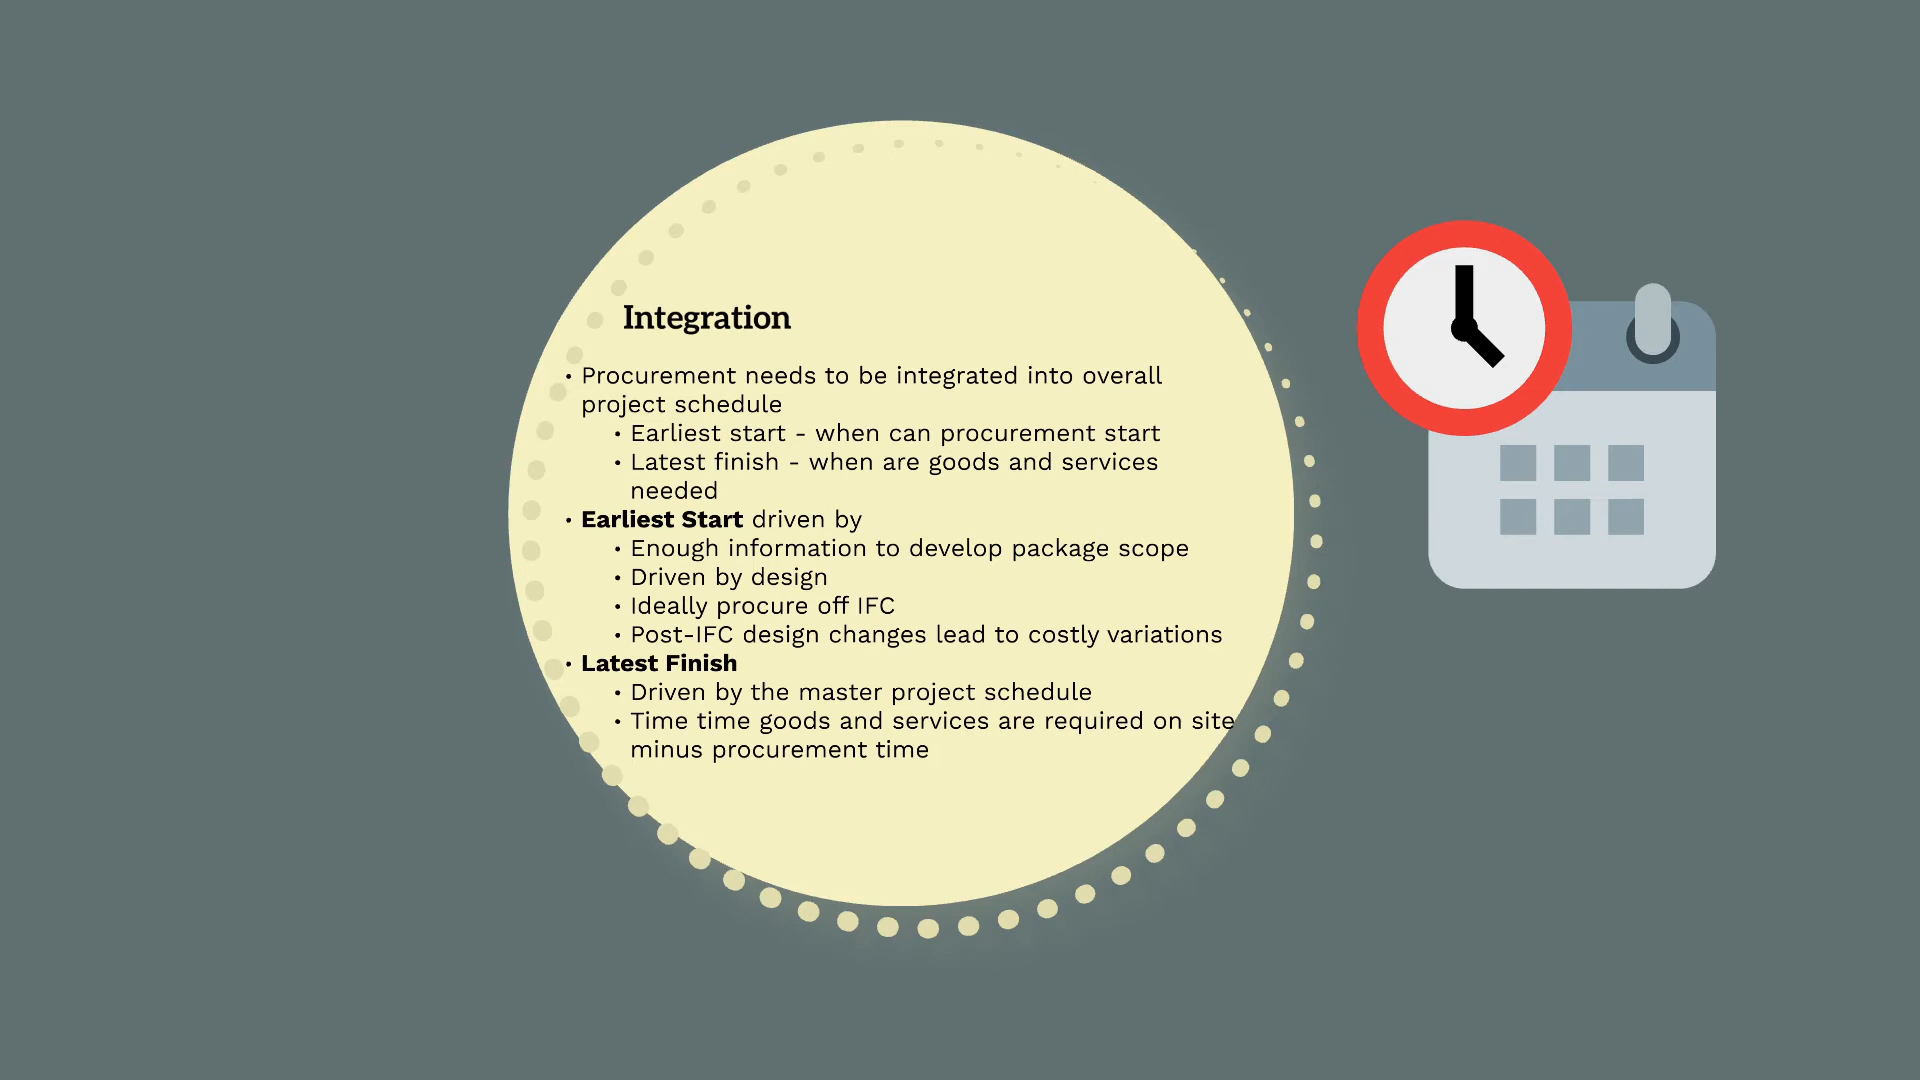 Integration
• Procurement needs to be integrated into overall
project schedule
• Earliest start - when can procurement start
• Latest finish - when are goods and services
needed
• Earliest Start driven by
• Enough information to develop package scope
• Driven by design
• Ideally procure off IFC
• Post-IFC design changes lead to costly variations
• Latest Finish
• Driven by the master project schedule
• Time time goods and services are required on site
minus procurement time